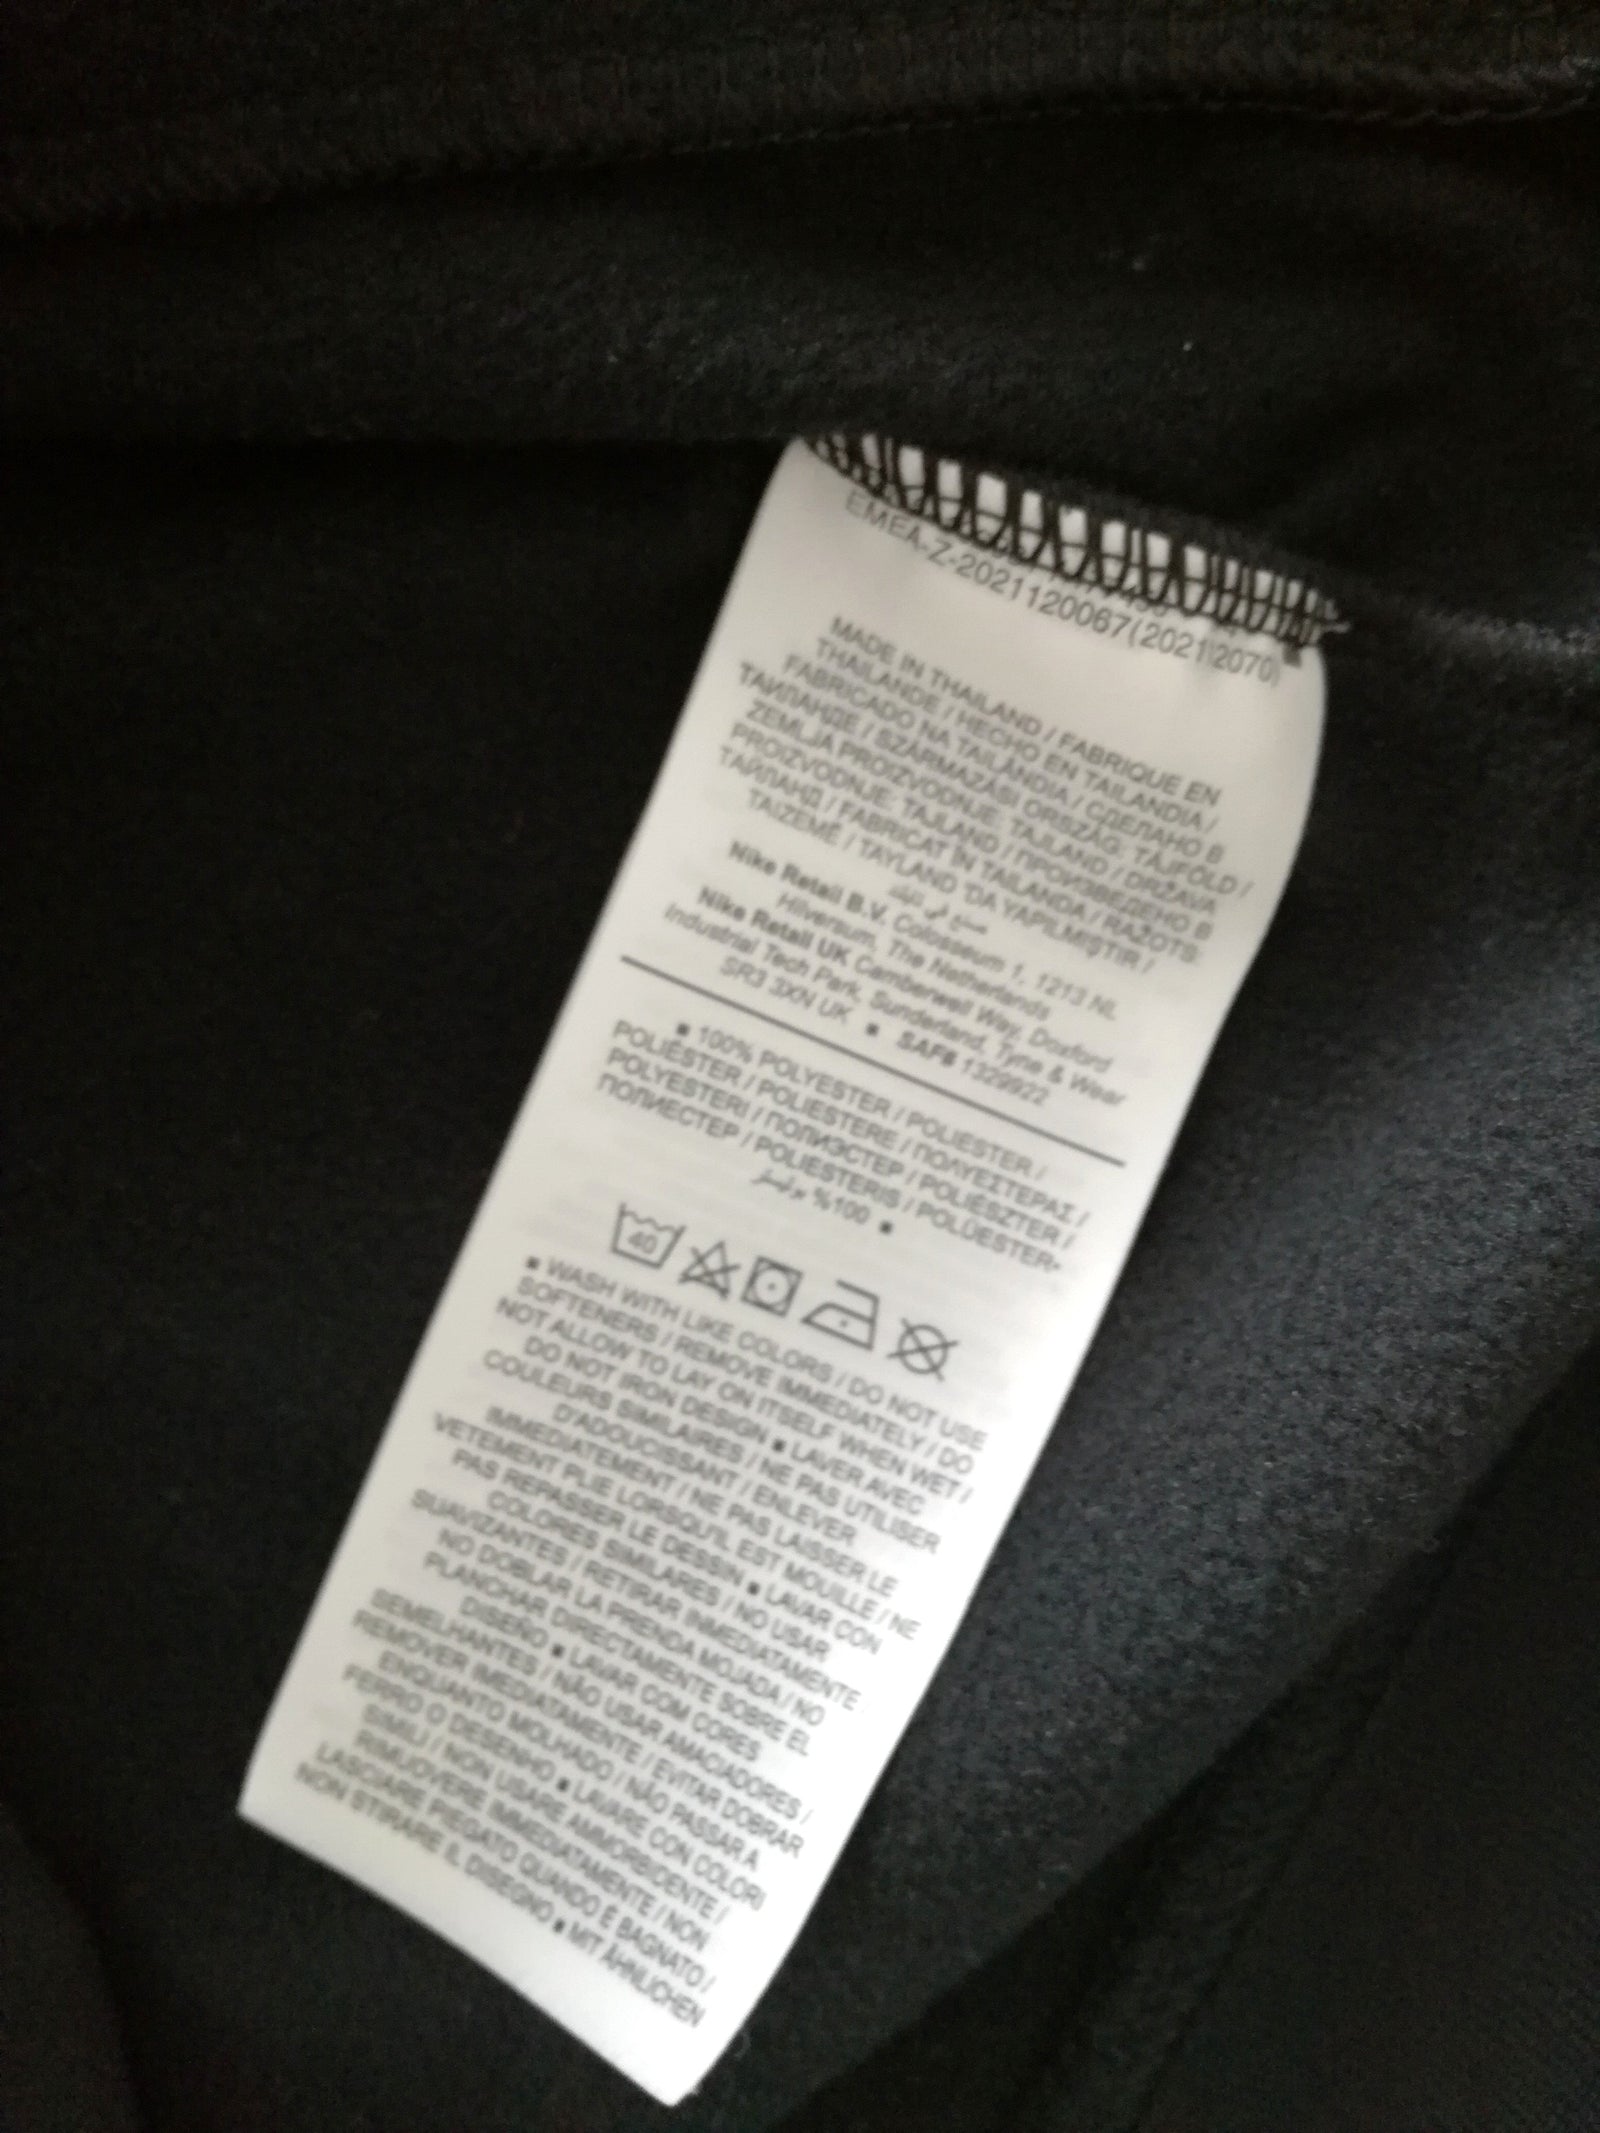 EMEA-Z-2021120067(202112070)
MADE IN THAILAND / FABRIQUE EN
THAILANDE / HECHO EN TAILANDIA /
FABRICADO NA TAILÂNDIA / СДЕЛАНО В
ТАИЛАНДЕ / SZÁRMAZÁSI ORSZÁG: TAJFÖLD /
ZEMLJA PROIZVODNJE: TAJLAND / DRŽAVA
PROIZVODNJE: TAJLAND / ПРОИЗВЕДЕНО В
ТАЙЛАНД / FABRICAT ÎN TAILANDA / RAŽOTS:
TAIZEMĒ / TAYLAND 'DA YAPILMIŞTIR /
Nike Retail B.V. Colosseum 1, 1213 NL
Hilversum, The Netherlands
Nike Retail UK Camberwell Way, Doxford
Industrial Tech Park, Sunderland, Tyne & Wear
SR3 3XN UK ▪ SAF# 1329922
▪ 100% POLYESTER / POLIESTER /
POLIÉSTER / POLIESTERE / ΠΟΛΥΕΣΤΕΡΑΣ /
POLYESTERI / ПОЛИЭСТЕР / POLIÉSZTER /
ПОЛИЕСТЕР / POLIESTERIS / POLÜESTER▪
%100 بوليستر ▪
40
▪ WASH WITH LIKE COLORS / DO NOT USE
SOFTENERS / REMOVE IMMEDIATELY / DO
NOT ALLOW TO LAY ON ITSELF WHEN WET /
DO NOT IRON DESIGN ▪ LAVER AVEC
COULEURS SIMILAIRES / NE PAS UTILISER
D'ADOUCISSANT / ENLEVER
IMMEDIATEMENT / NE PAS LAISSER LE
VETEMENT PLIE LORSQU'IL EST MOUILLE / NE
PAS REPASSER LE DESSIN ▪ LAVAR CON
COLORES SIMILARES / NO USAR
SUAVIZANTES / RETIRAR INMEDIATAMENTE
NO DOBLAR LA PRENDA MOJADA / NO
PLANCHAR DIRECTAMENTE SOBRE EL
DISEÑO ▪ LAVAR COM CORES
SEMELHANTES / NÃO USAR AMACIADORES /
REMOVER IMEDIATAMENTE / EVITAR DOBRAR
ENQUANTO MOLHADO / NÃO PASSAR A
FERRO O DESENHO ▪ LAVARE CON COLORI
SIMILI / NON USARE AMMORBIDENTE /
RIMUOVERE IMMEDIATAMENTE / NON
LASCIARE PIEGATO QUANDO È BAGNATO /
NON STIRARE IL DISEGNO ▪ MIT ÄHNLICHEN